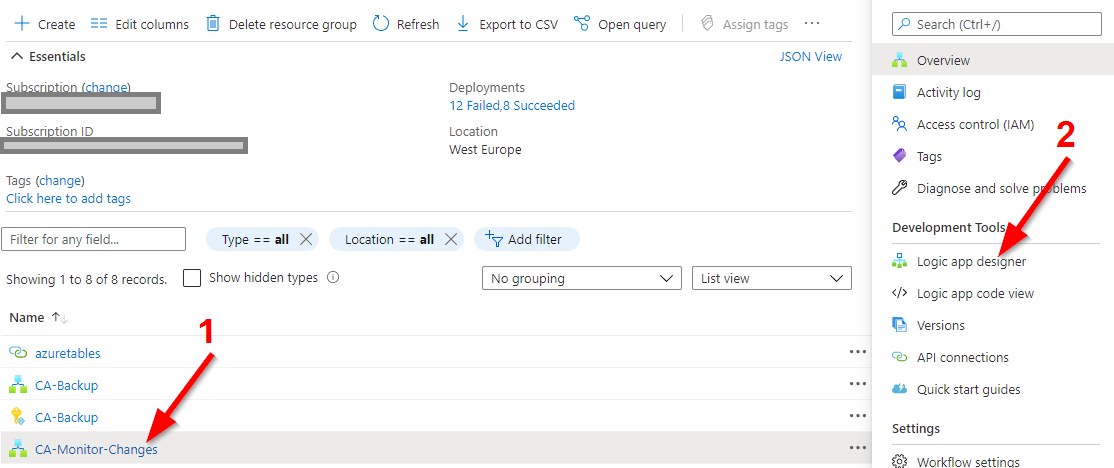 Create Edit columns Delete resource group Refresh Export to CSV Open query Assign tags ...
Essentials JSON View
Subscription (change)
Deployments
12 Failed,8 Succeeded
Subscription ID
Location
West Europe
Tags (change)
Click here to add tags
Filter for any field...
Type == all
Location == all
Add filter
Showing 1 to 8 of 8 records.
Show hidden types
No grouping
List view
Name ↑↓
1
azuretables ...
CA-Backup ...
CA-Backup ...
CA-Monitor-Changes ...
Search (Ctrl+/)
Overview
Activity log
Access control (IAM)
2
Tags
Diagnose and solve problems
Development Tools
Logic app designer
Logic app code view
Versions
API connections
Quick start guides
Settings
Workflow settings